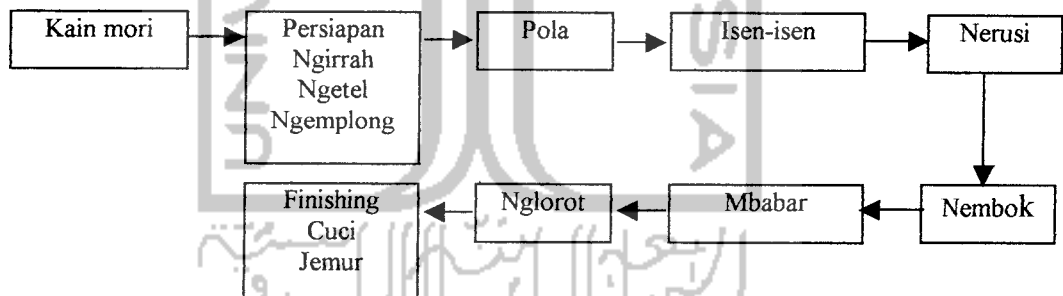 Kain mori
Persiapan
Ngirrah
Ngetel
Ngemplong
Pola
Isen-isen
Nerusi
Nembok
Mbabar
Nglorot
Finishing
Cuci
Jemur